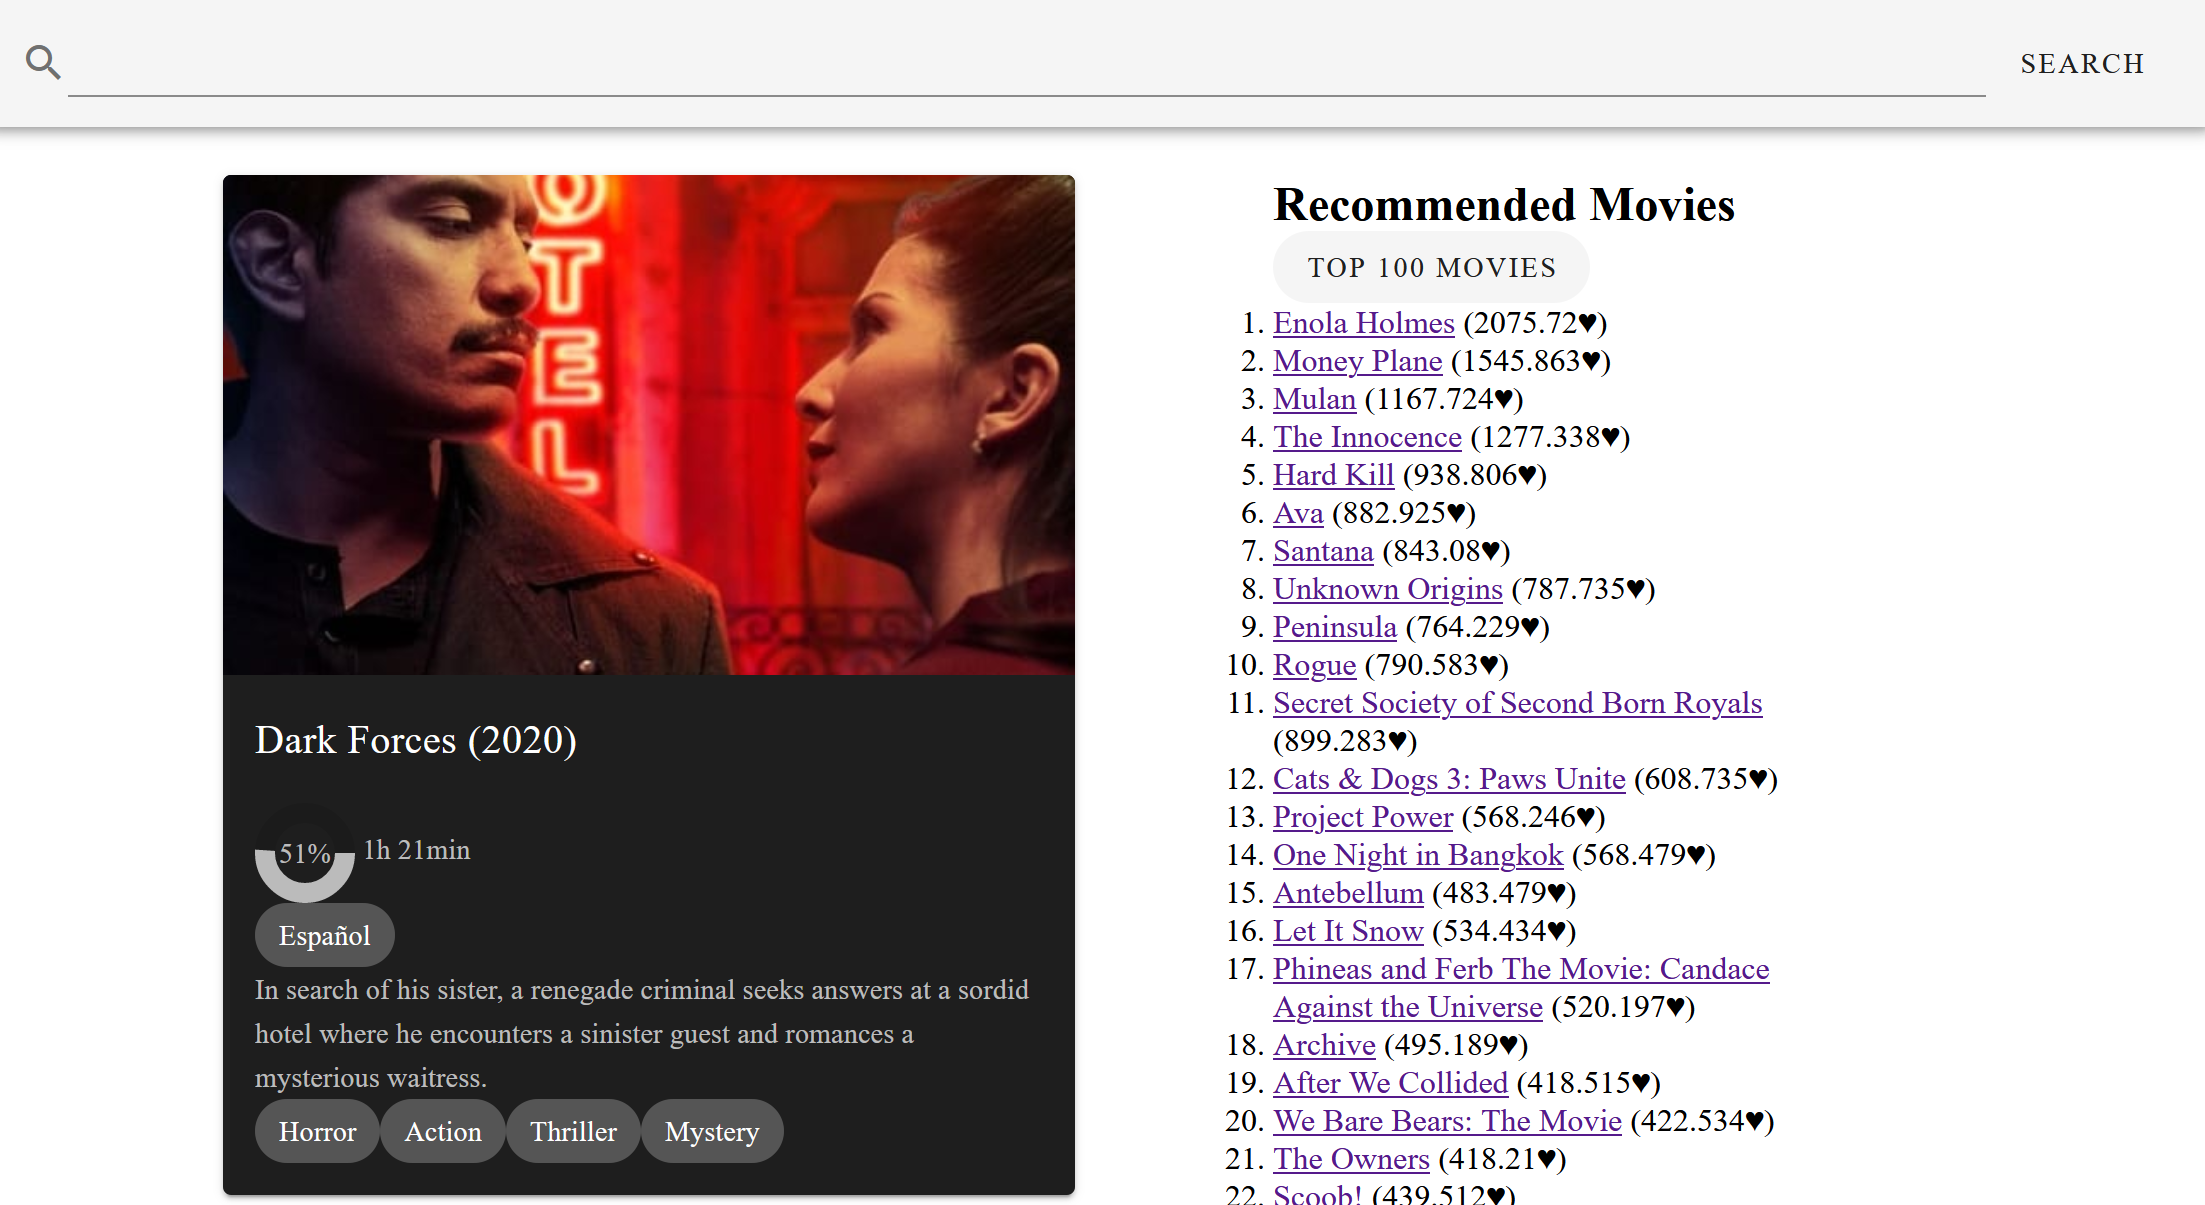 SEARCH
OTEL
Dark Forces (2020)
51% 1h 21min
Español
In search of his sister, a renegade criminal seeks answers at a sordid
hotel where he encounters a sinister guest and romances a
mysterious waitress.
Horror Action Thriller Mystery
Recommended Movies
TOP 100 MOVIES
1. Enola Holmes (2075.72♥)
2. Money Plane (1545.863♥)
3. Mulan (1167.724♥)
4. The Innocence (1277.338♥)
5. Hard Kill (938.806♥)
6. Ava (882.925♥)
7. Santana (843.08♥)
8. Unknown Origins (787.735♥)
9. Peninsula (764.229♥)
10. Rogue (790.583♥)
11. Secret Society of Second Born Royals
(899.283♥)
12. Cats & Dogs 3: Paws Unite (608.735♥)
13. Project Power (568.246♥)
14. One Night in Bangkok (568.479♥)
15. Antebellum (483.479♥)
16. Let It Snow (534.434♥)
17. Phineas and Ferb The Movie: Candace
Against the Universe (520.197♥)
18. Archive (495.189♥)
19. After We Collided (418.515♥)
20. We Bare Bears: The Movie (422.534♥)
21. The Owners (418.21♥)
22. Scoob! (439.512♥)